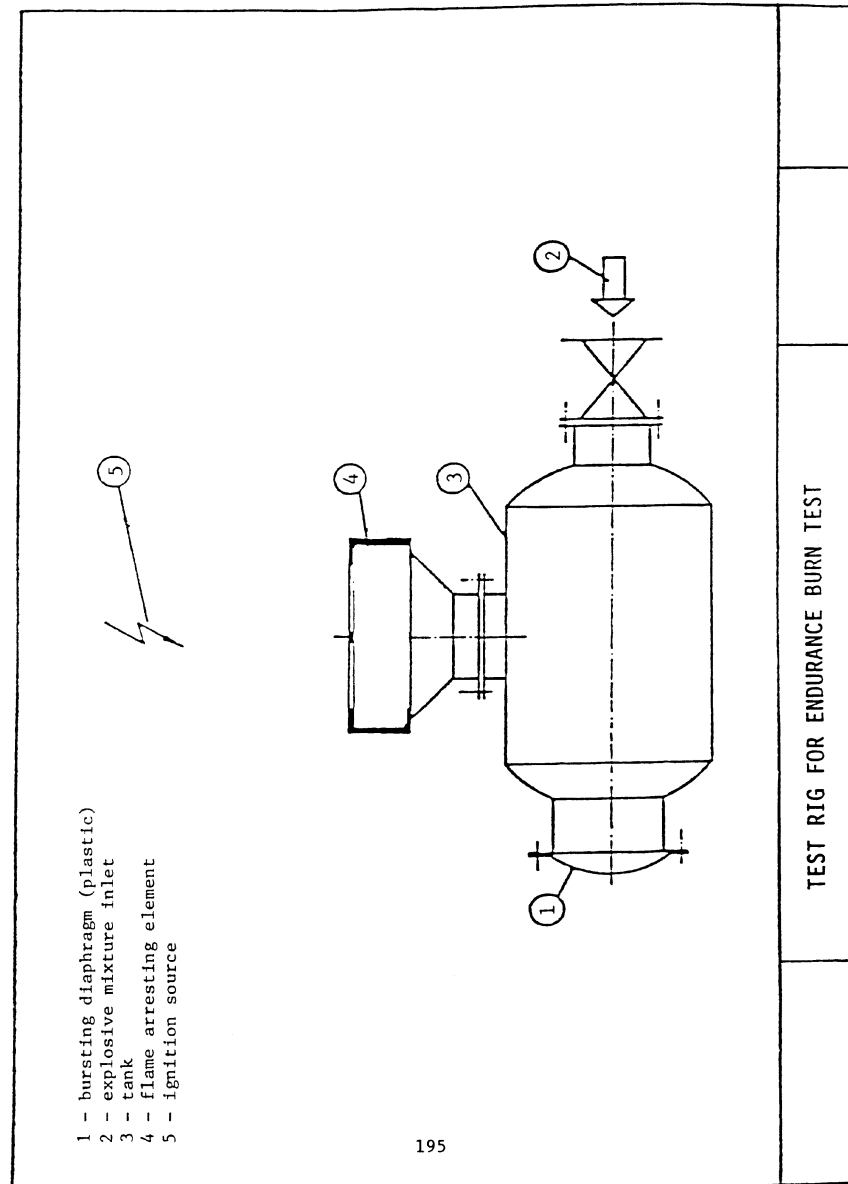 1 - bursting diaphragm (plastic)
2 - explosive mixture inlet
3 - tank
4 - flame arresting element
5 - ignition source
5
4
3
2
1
TEST RIG FOR ENDURANCE BURN TEST
195